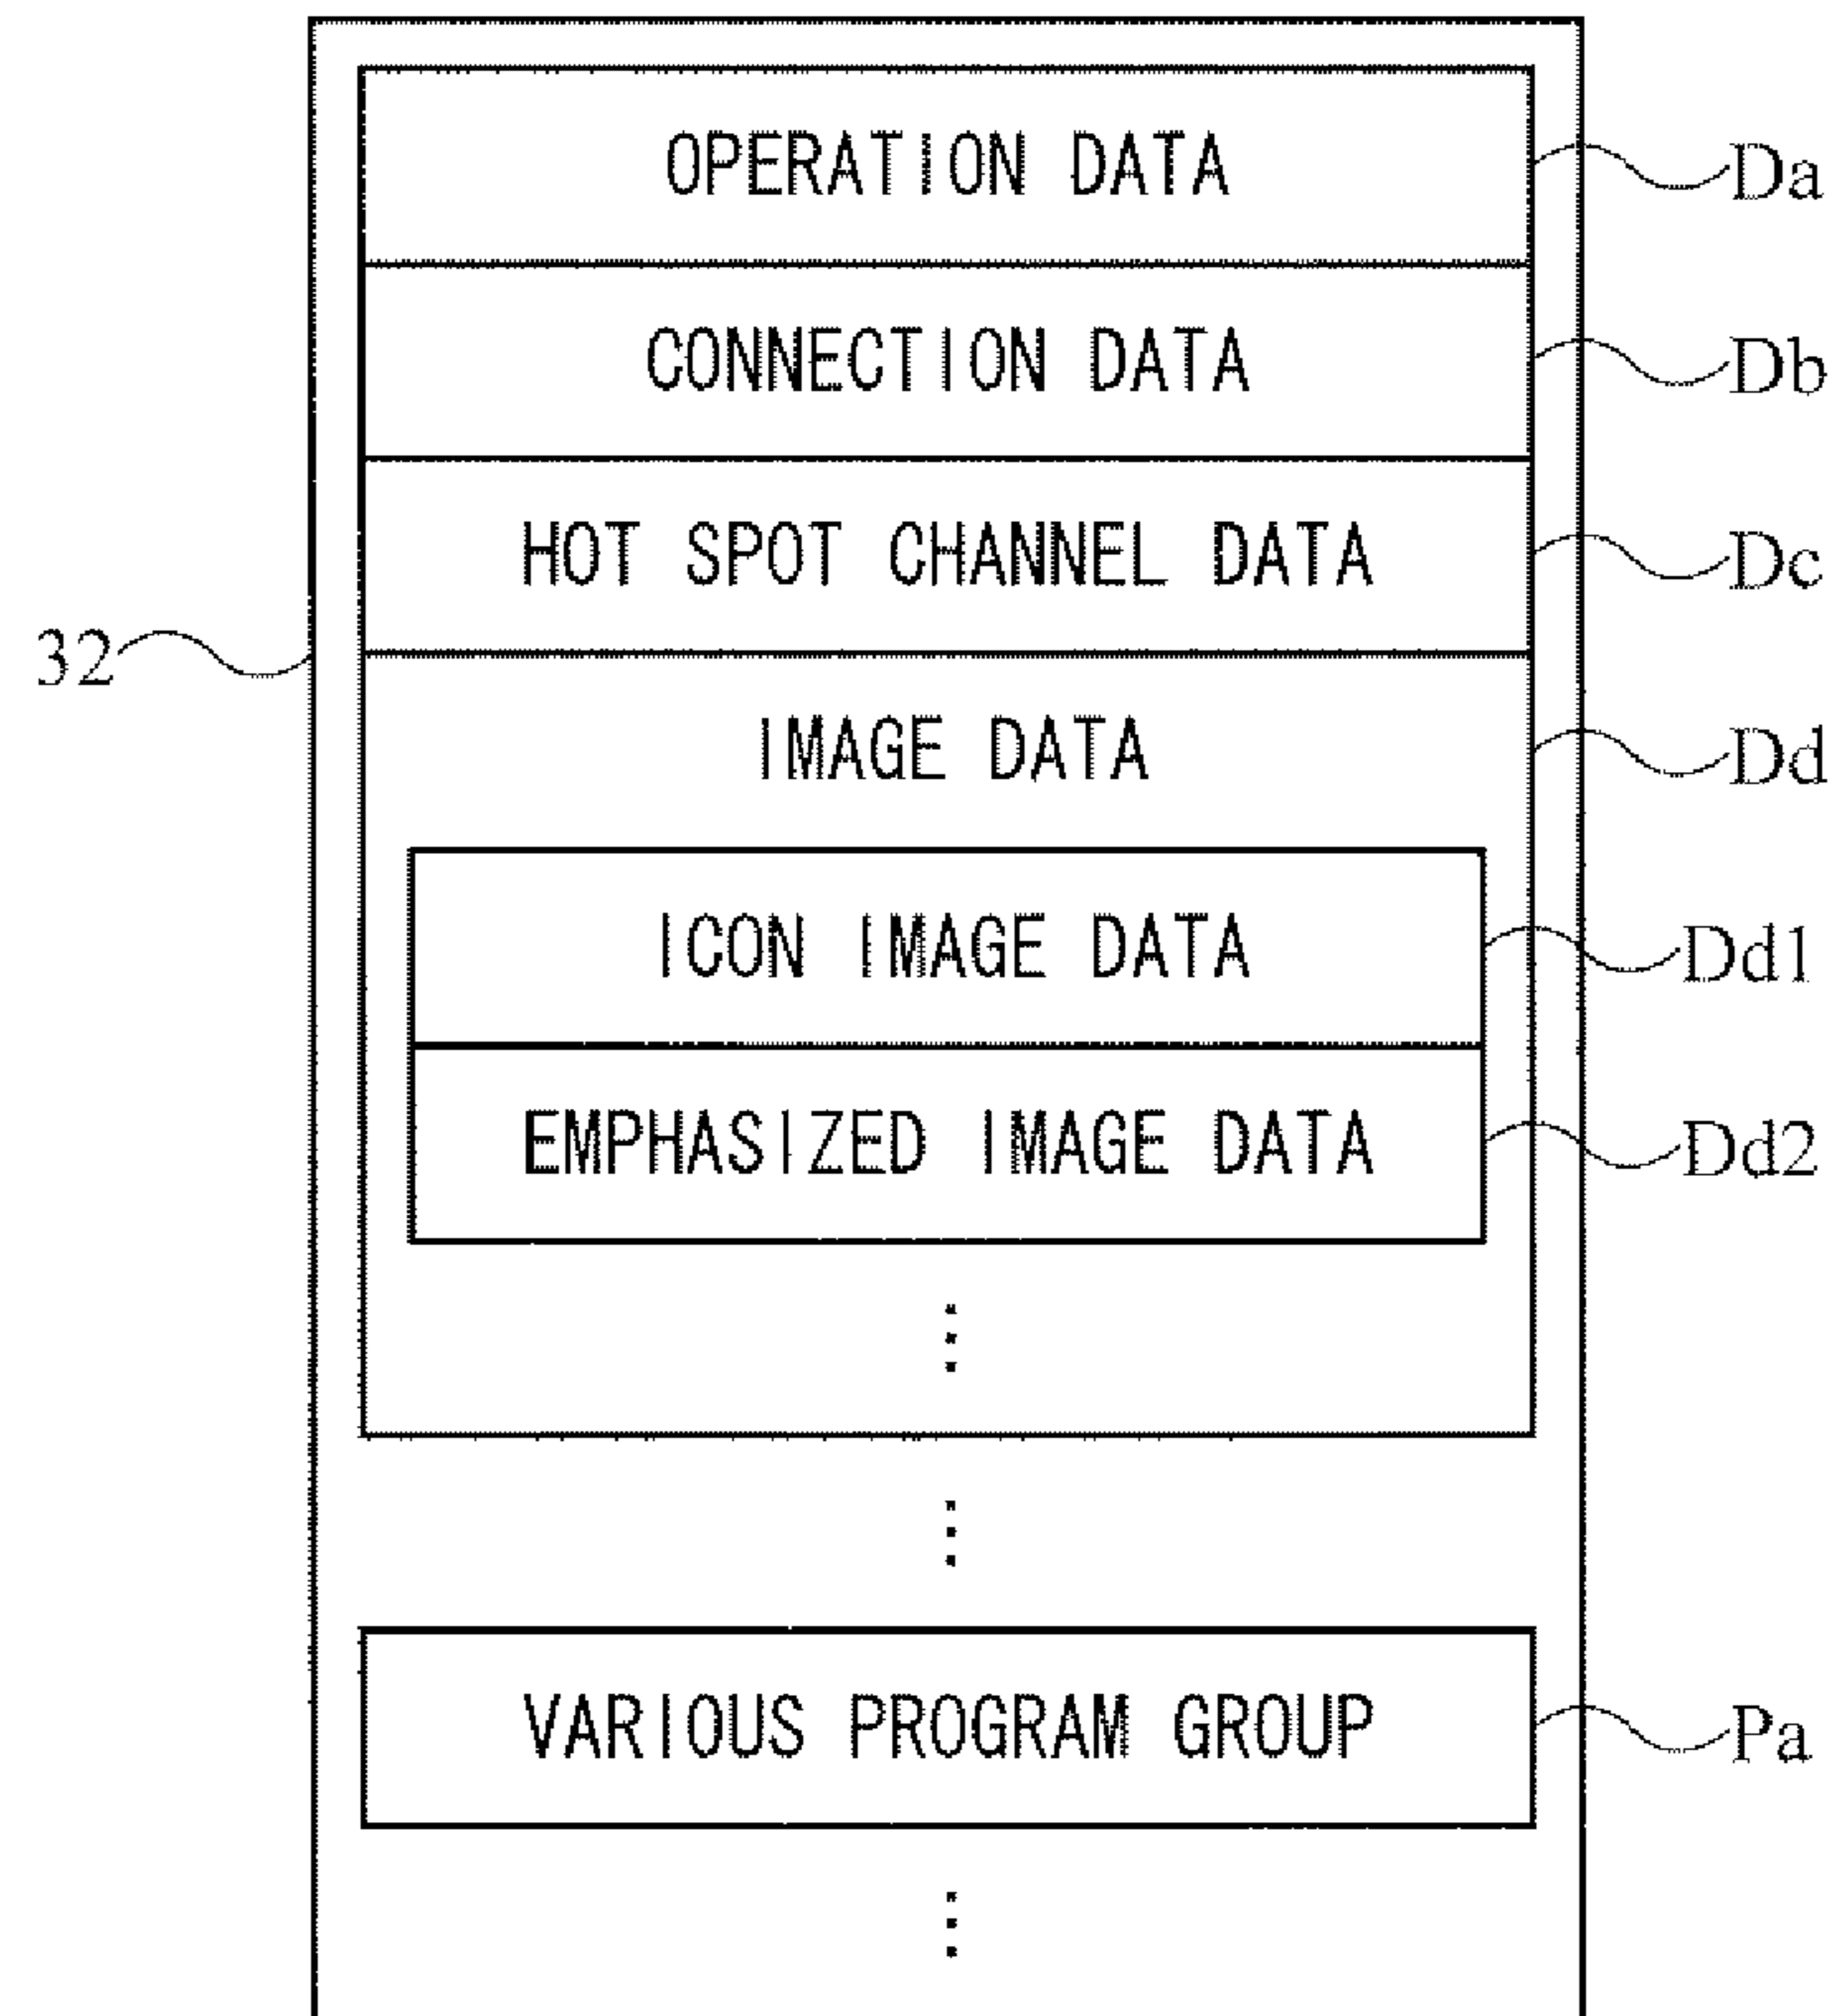 OPERATION DATA Da
CONNECTION DATA Db
HOT SPOT CHANNEL DATA Dc
32
IMAGE DATA Dd
ICON IMAGE DATA Dd1
EMPHASIZED IMAGE DATA Dd2
VARIOUS PROGRAM GROUP Pa